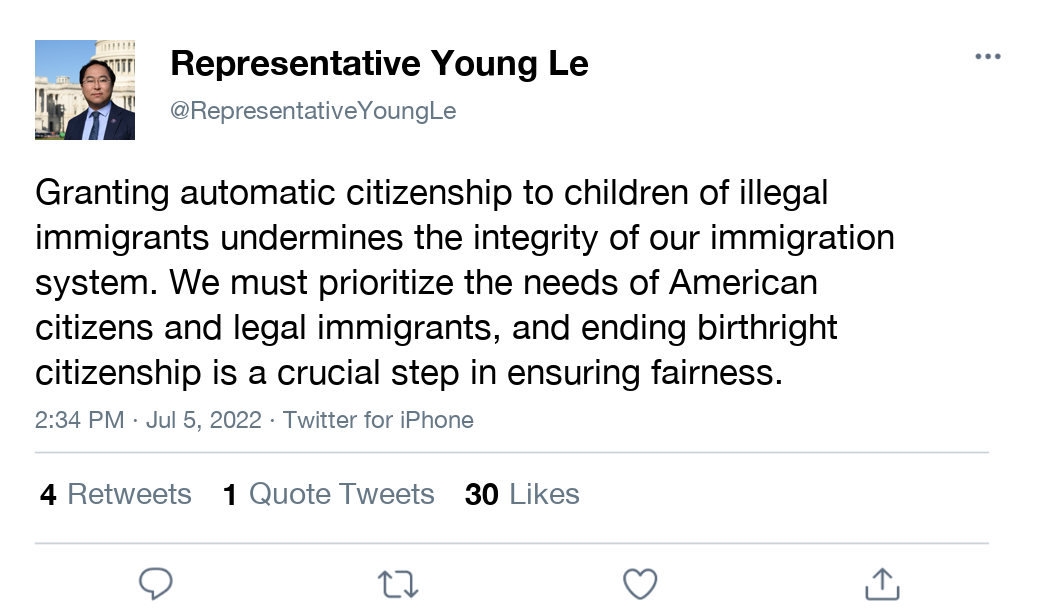 Representative Young Le
@RepresentativeYoungLe
Granting automatic citizenship to children of illegal
immigrants undermines the integrity of our immigration
system. We must prioritize the needs of American
citizens and legal immigrants, and ending birthright
citizenship is a crucial step in ensuring fairness.
2:34 PM · Jul 5, 2022 · Twitter for iPhone
4 Retweets 1 Quote Tweets 30 Likes